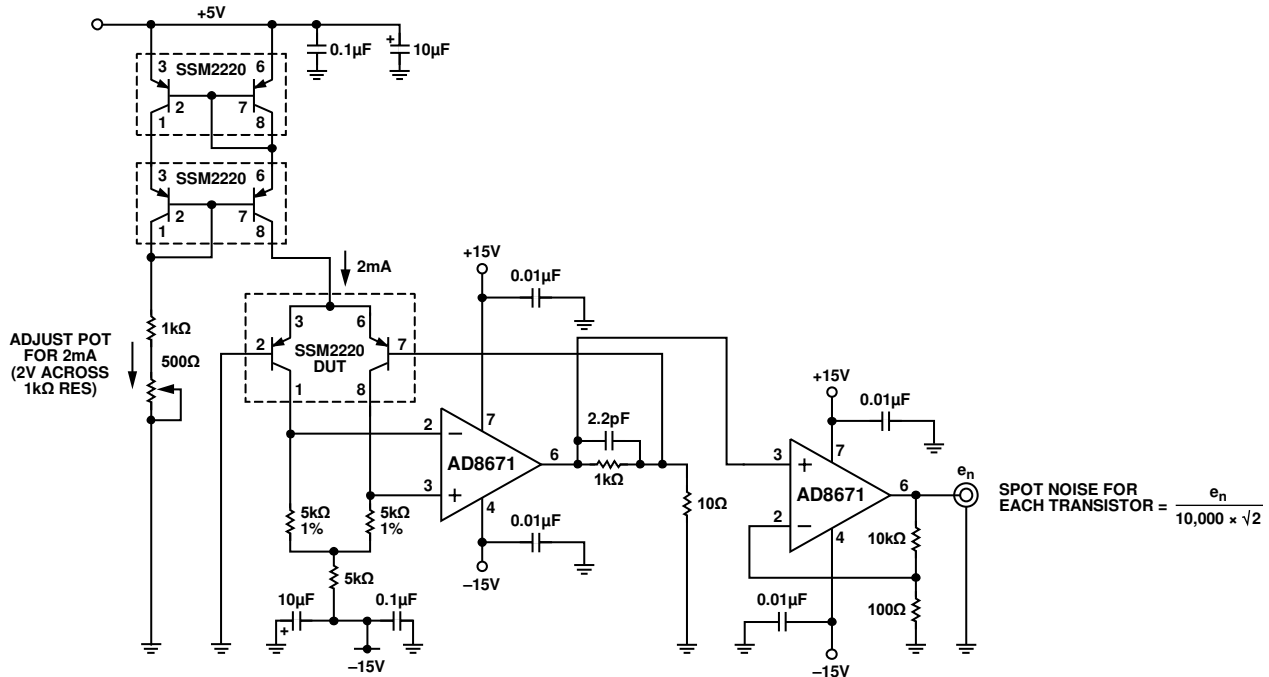 +5V
0.1µF
+
10µF
3
SSM2220
6
2
7
1
8
3
SSM2220
6
2
7
1
8
2mA
ADJUST POT
FOR 2mA
(2V ACROSS
1kΩ RES)
1kΩ
500Ω
3
6
2
SSM2220
DUT
7
1
8
+15V
0.01µF
2
–
7
AD8671
6
3
+
4
2.2pF
1kΩ
10Ω
5kΩ
1%
5kΩ
1%
0.01µF
–15V
5kΩ
10µF
+
0.1µF
–15V
+15V
0.01µF
3
+
7
AD8671
6
2
–
4
en
10kΩ
100Ω
0.01µF
–15V
SPOT NOISE FOR
EACH TRANSISTOR = en / 10,000 × √2